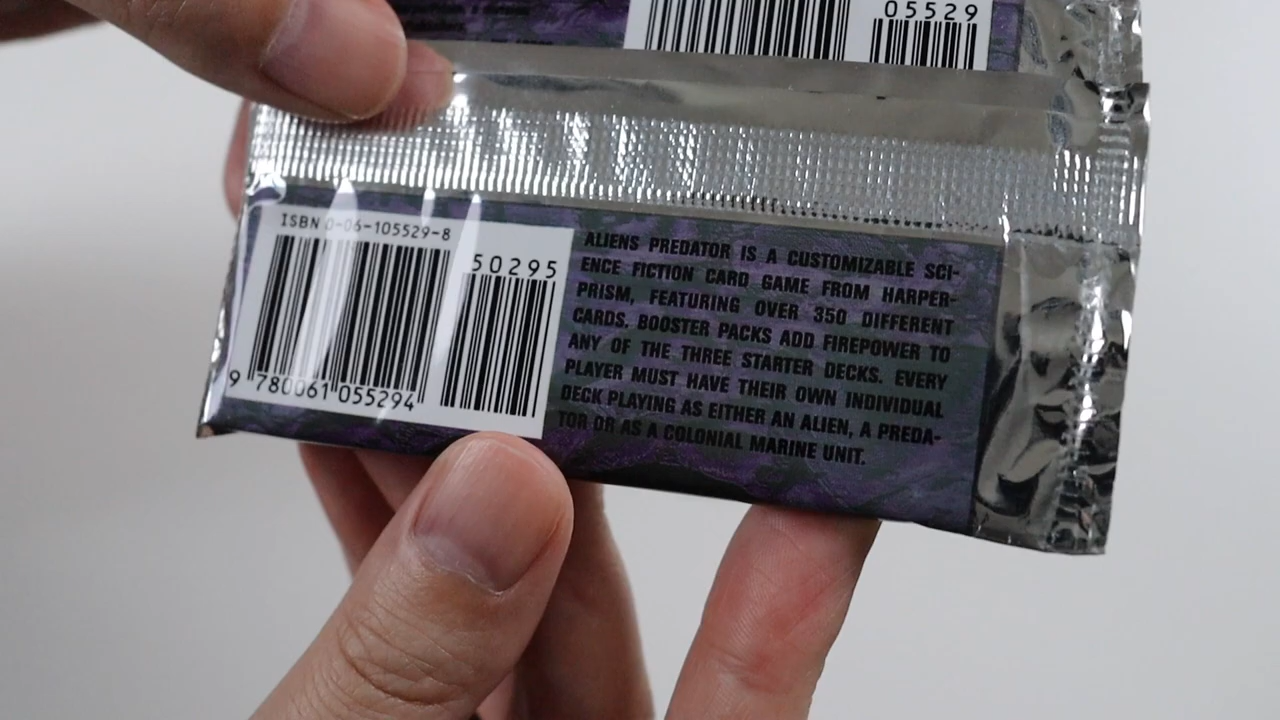 05529
ISBN 0-06-105529-8
50295
9 780061 055294
ALIENS PREDATOR IS A CUSTOMIZABLE SCI-
ENCE FICTION CARD GAME FROM HARPER-
PRISM, FEATURING OVER 350 DIFFERENT
CARDS. BOOSTER PACKS ADD FIREPOWER TO
ANY OF THE THREE STARTER DECKS. EVERY
PLAYER MUST HAVE THEIR OWN INDIVIDUAL
DECK PLAYING AS EITHER AN ALIEN, A PREDA-
TOR OR AS A COLONIAL MARINE UNIT.